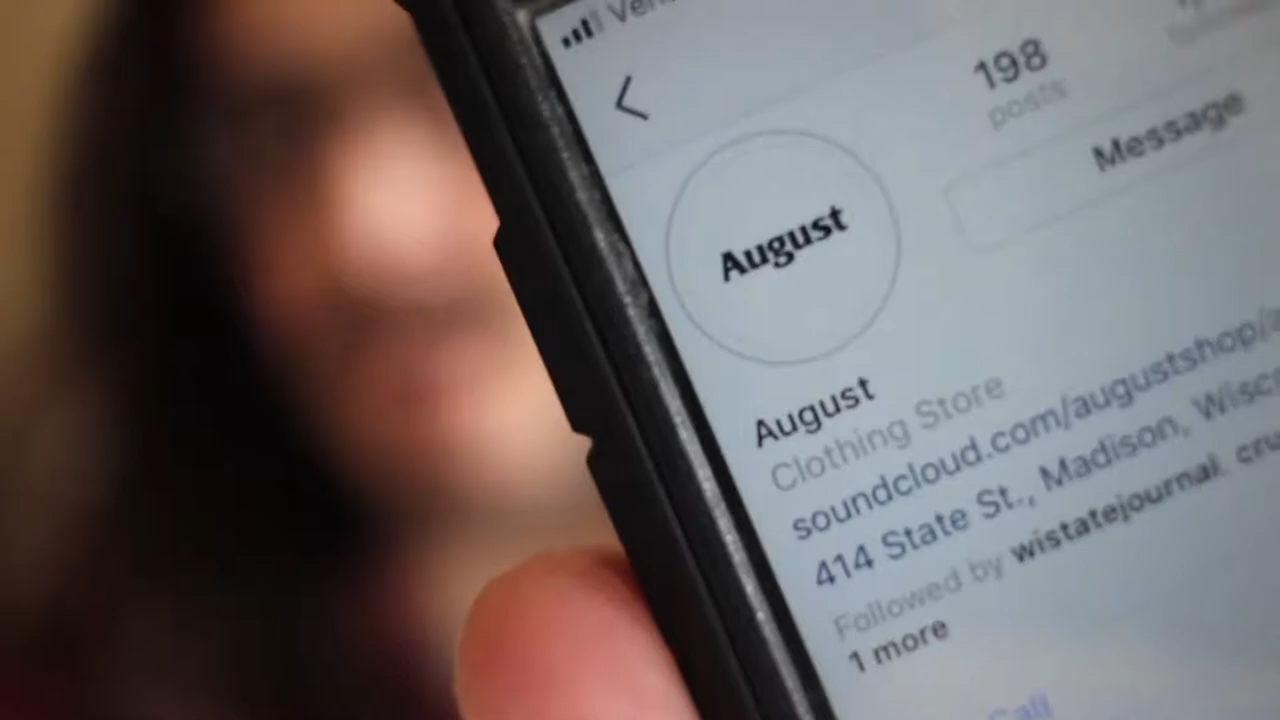 198
posts
Message
August
August
Clothing Store
soundcloud.com/augustshop/
414 State St., Madison,
Followed by wistatejournal,
1 more
Call